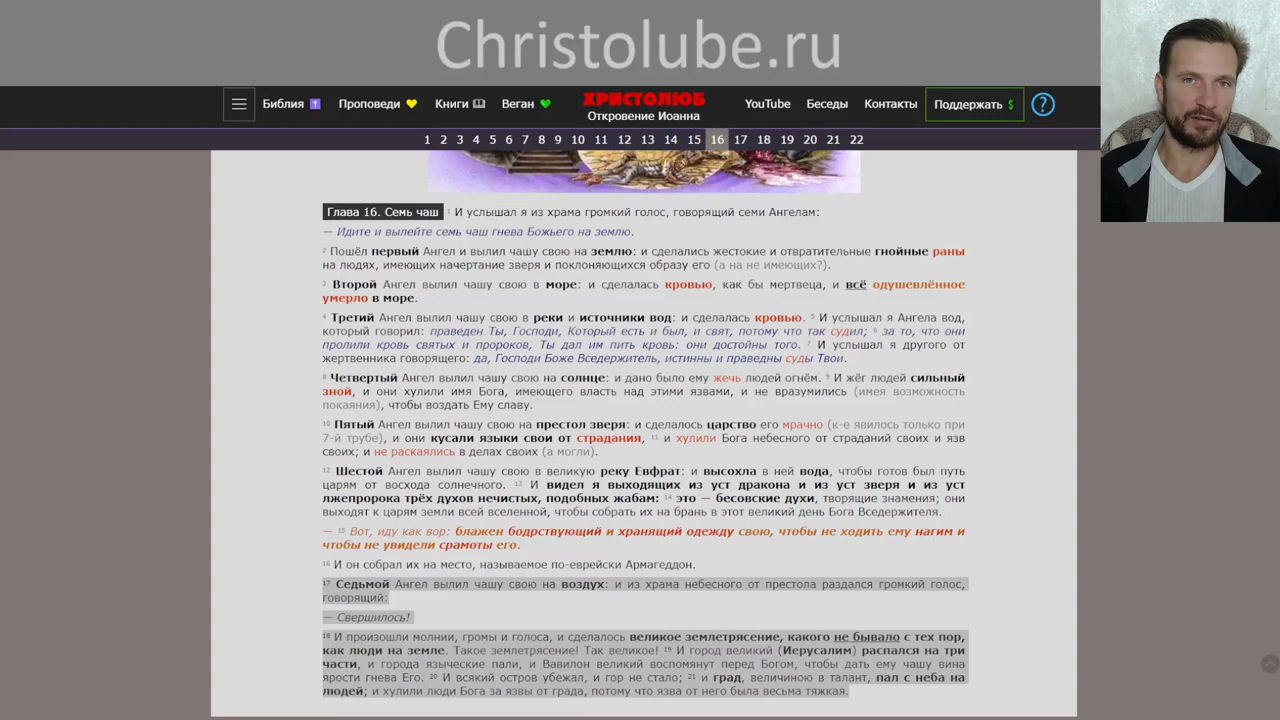 Christolube.ru
Библия Проповеди Книги Веган ХРИСТОЛЮБ YouTube Беседы Контакты Поддержать $ ?
Откровение Иоанна
1 2 3 4 5 6 7 8 9 10 11 12 13 14 15 16 17 18 19 20 21 22
Глава 16. Семь чаш 1 И услышал я из храма громкий голос, говорящий семи Ангелам:
— Идите и вылейте семь чаш гнева Божьего на землю.
2 Пошёл первый Ангел и вылил чашу свою на землю: и сделались жестокие и отвратительные гнойные раны
на людях, имеющих начертание зверя и поклоняющихся образу его (а на не имеющих?).
3 Второй Ангел вылил чашу свою в море: и сделалась кровью, как бы мертвеца, и всё одушевлённое
умерло в море.
4 Третий Ангел вылил чашу свою в реки и источники вод: и сделалась кровью. 5 И услышал я Ангела вод,
который говорил: праведен Ты, Господи, Который есть и был, и свят, потому что так судил; 6 за то, что они
пролили кровь святых и пророков, Ты дал им пить кровь: они достойны того. 7 И услышал я другого от
жертвенника говорящего: да, Господи Боже Вседержитель, истинны и праведны суды Твои.
8 Четвертый Ангел вылил чашу свою на солнце: и дано было ему жечь людей огнём. 9 И жёг людей сильный
зной, и они хулили имя Бога, имеющего власть над этими язвами, и не вразумились (имея возможность
покаяния), чтобы воздать Ему славу.
10 Пятый Ангел вылил чашу свою на престол зверя: и сделалось царство его мрачно (к-е явилось только при
7-й трубе), и они кусали языки свои от страдания, 11 и хулили Бога небесного от страданий своих и язв
своих; и не раскаялись в делах своих (а могли).
12 Шестой Ангел вылил чашу свою в великую реку Евфрат: и высохла в ней вода, чтобы готов был путь
царям от восхода солнечного. 13 И видел я выходящих из уст дракона и из уст зверя и из уст
лжепророка трёх духов нечистых, подобных жабам: 14 это — бесовские духи, творящие знамения; они
выходят к царям земли всей вселенной, чтобы собрать их на брань в этот великий день Бога Вседержителя.
— 15 Вот, иду как вор: блажен бодрствующий и хранящий одежду свою, чтобы не ходить ему нагим и
чтобы не увидели срамоты его.
16 И он собрал их на место, называемое по-еврейски Армагеддон.
17 Седьмой Ангел вылил чашу свою на воздух: и из храма небесного от престола раздался громкий голос,
говорящий:
— Свершилось!
18 И произошли молнии, громы и голоса, и сделалось великое землетрясение, какого не бывало с тех пор,
как люди на земле. Такое землетрясение! Так великое! 19 И город великий (Иерусалим) распался на три
части, и города языческие пали, и Вавилон великий воспомянут перед Богом, чтобы дать ему чашу вина
ярости гнева Его. 20 И всякий остров убежал, и гор не стало; 21 и град, величиною в талант, пал с неба на
людей; и хулили люди Бога за язвы от града, потому что язва от него была весьма тяжкая.